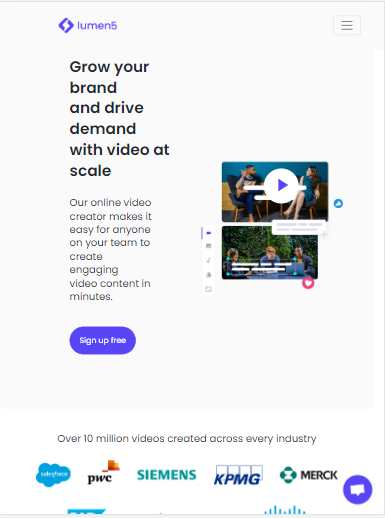 lumen5
Grow your
brand
and drive
demand
with video at
scale
Our online video
creator makes it
easy for anyone
on your team to
create
engaging
video content in
minutes.
Sign up free
Over 10 million videos created across every industry
salesforce
pwc
SIEMENS
KPMG
MERCK
SAP